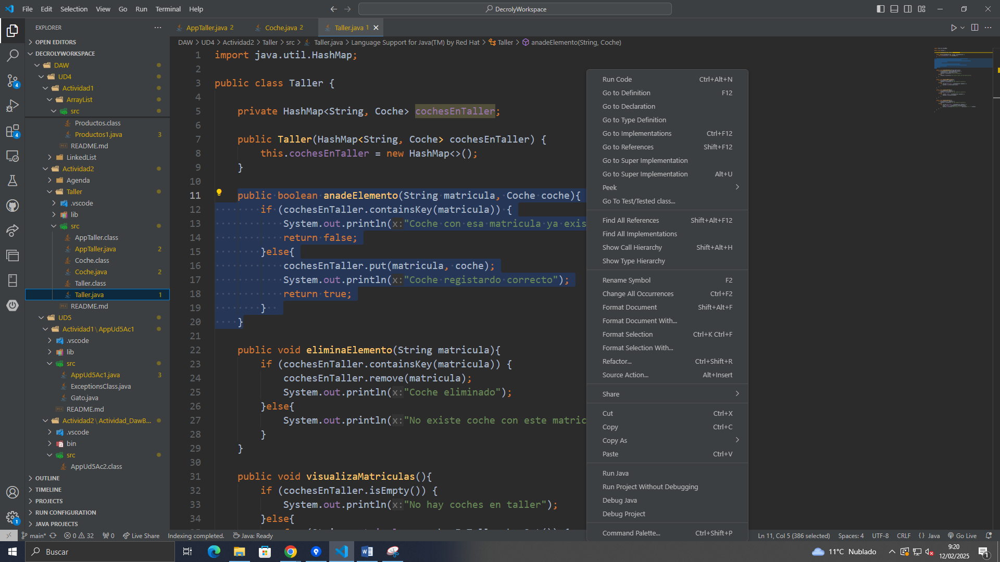 File Edit Selection View Go Run Terminal Help
DecrolyWorkspace
EXPLORER
OPEN EDITORS
DECROLYWORKSPACE
DAW
UD4
Actividad1
ArrayList
src
Productos.class
Productos1.java 3
README.md
LinkedList
Actividad2
Agenda
Taller
.vscode
lib
src
AppTaller.class
AppTaller.java 2
Coche.class
Coche.java 2
Taller.class
Taller.java 1
README.md
UD5
Actividad1\AppUd5Ac1
.vscode
lib
src
AppUd5Ac1.java 3
ExceptionsClass.java
Gato.java
README.md
Actividad2\Actividad_DawB...
.vscode
bin
src
AppUd5Ac2.class
OUTLINE
TIMELINE
PROJECTS
RUN CONFIGURATION
JAVA PROJECTS
4
4
1
AppTaller.java 2 Coche.java 2 Taller.java 1
DAW > UD4 > Actividad2 > Taller > src > Taller.java > Language Support for Java(TM) by Red Hat > Taller > anadeElemento(String, Coche)
1 import java.util.HashMap;
2
3 public class Taller {
4
5 private HashMap<String, Coche> cochesEnTaller;
6
7 public Taller(HashMap<String, Coche> cochesEnTaller) {
8 this.cochesEnTaller = new HashMap<>();
9 }
10
11 public boolean anadeElemento(String matricula, Coche coche){
12 if (cochesEnTaller.containsKey(matricula)) {
13 System.out.println(x:"Coche con esa matricula ya exis
14 return false;
15 }else{
16 cochesEnTaller.put(matricula, coche);
17 System.out.println(x:"Coche registardo correcto");
18 return true;
19 }
20 }
21
22 public void eliminaElemento(String matricula){
23 if (cochesEnTaller.containsKey(matricula)) {
24 cochesEnTaller.remove(matricula);
25 System.out.println(x:"Coche eliminado");
26 }else{
27 System.out.println(x:"No existe coche con este matric
28 }
29 }
30
31 public void visualizaMatriculas(){
32 if (cochesEnTaller.isEmpty()) {
33 System.out.println(x:"No hay coches en taller");
34 }else{
Run Code Ctrl+Alt+N
Go to Definition F12
Go to Declaration
Go to Type Definition
Go to Implementations Ctrl+F12
Go to References Shift+F12
Go to Super Implementation
Go to Super Implementation Alt+U
Peek
Go To Test/Tested class...
Find All References Shift+Alt+F12
Find All Implementations
Show Call Hierarchy Shift+Alt+H
Show Type Hierarchy
Rename Symbol F2
Change All Occurrences Ctrl+F2
Format Document Shift+Alt+F
Format Document With...
Format Selection Ctrl+K Ctrl+F
Format Selection With...
Refactor... Ctrl+Shift+R
Source Action... Alt+Insert
Share
Cut Ctrl+X
Copy Ctrl+C
Copy As
Paste Ctrl+V
Run Java
Run Project Without Debugging
Debug Java
Debug Project
Command Palette... Ctrl+Shift+P
main* 0 32 0 Live Share Indexing completed. Java: Ready
Ln 11, Col 5 (386 selected) Spaces: 4 UTF-8 CRLF {} Java Go Live
Buscar
11°C Nublado
9:20
12/02/2025
1